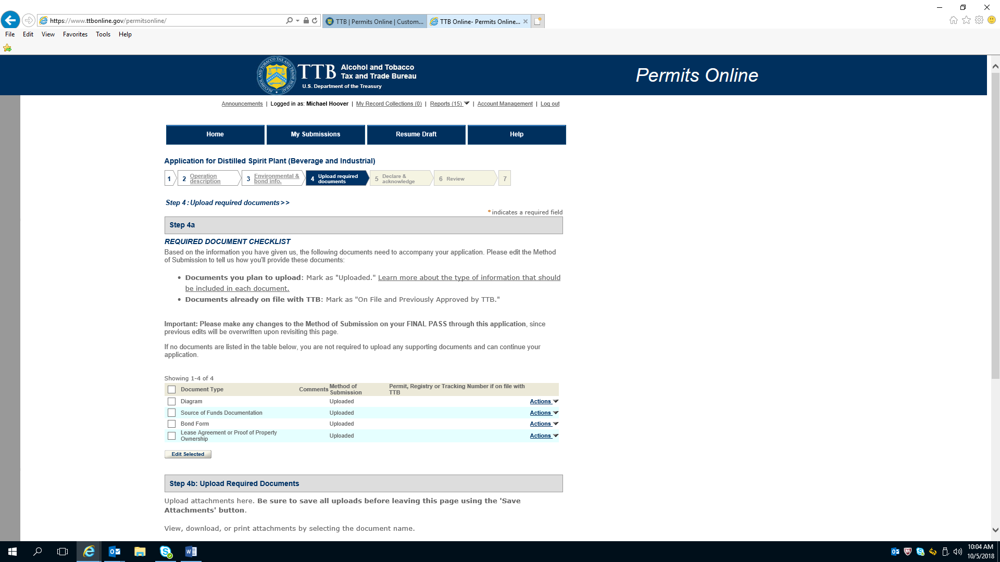 https://www.ttbonline.gov/permitsonline/
TTB | Permits Online | Custom...
TTB Online- Permits Online...
File Edit View Favorites Tools Help
TTB Alcohol and Tobacco
Tax and Trade Bureau
U.S. Department of the Treasury
Permits Online
Announcements | Logged in as: Michael Hoover | My Record Collections (0) | Reports (15) | Account Management | Log out
Home My Submissions Resume Draft Help
Application for Distilled Spirit Plant (Beverage and Industrial)
1
2 Operation description
3 Environmental & bond info.
4 Upload required documents
5 Declare & acknowledge
6 Review
7
Step 4 : Upload required documents>>
*indicates a required field
Step 4a
REQUIRED DOCUMENT CHECKLIST
Based on the information you have given us, the following documents need to accompany your application. Please edit the Method
of Submission to tell us how you'll provide these documents:
• Documents you plan to upload: Mark as "Uploaded." Learn more about the type of information that should
be included in each document.
• Documents already on file with TTB: Mark as "On File and Previously Approved by TTB."
Important: Please make any changes to the Method of Submission on your FINAL PASS through this application, since
previous edits will be overwritten upon revisiting this page.
If no documents are listed in the table below, you are not required to upload any supporting documents and can continue your
application.
Showing 1-4 of 4
Document Type Comments Method of Submission Permit, Registry or Tracking Number if on file with TTB
Diagram Uploaded Actions
Source of Funds Documentation Uploaded Actions
Bond Form Uploaded Actions
Lease Agreement or Proof of Property Ownership Uploaded Actions
Edit Selected
Step 4b: Upload Required Documents
Upload attachments here. Be sure to save all uploads before leaving this page using the 'Save
Attachments' button.
View, download, or print attachments by selecting the document name.
10:04 AM
10/5/2018